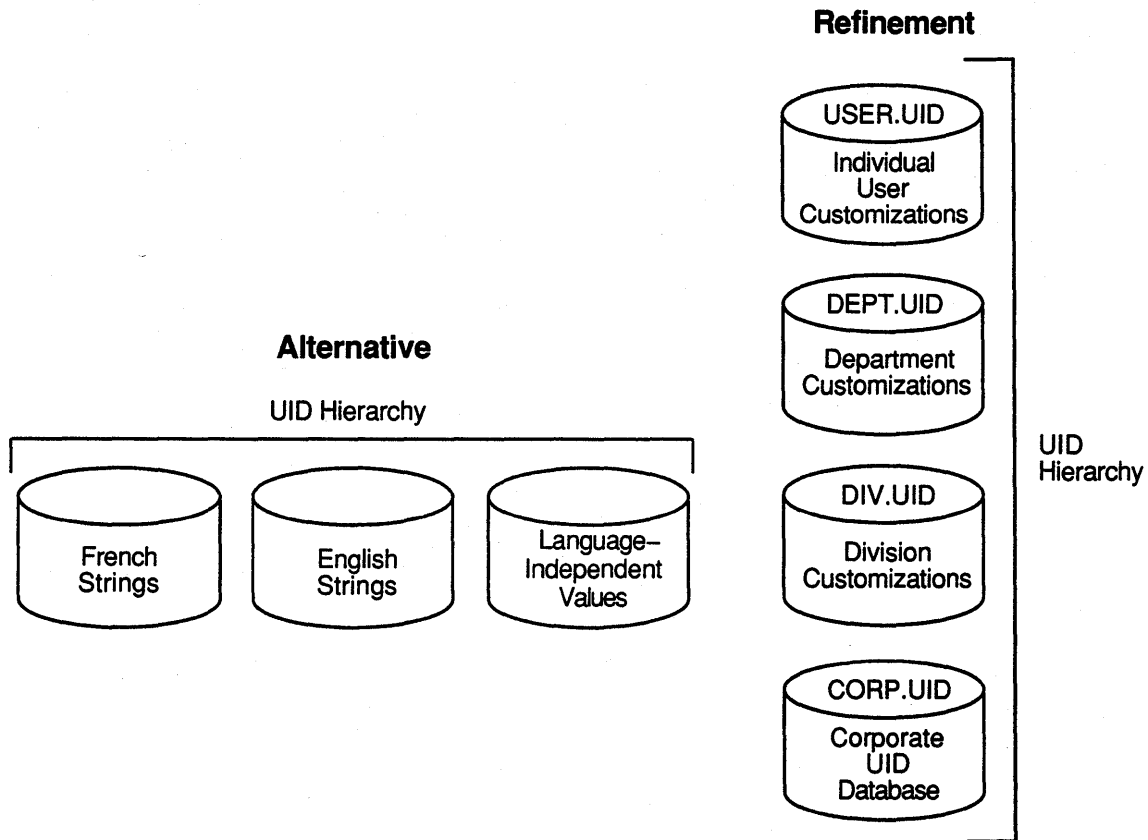 Refinement
USER.UID
Individual
User
Customizations
DEPT.UID
Department
Customizations
Alternative
UID Hierarchy
French
Strings
English
Strings
Language–
Independent
Values
DIV.UID
Division
Customizations
UID
Hierarchy
CORP.UID
Corporate
UID
Database